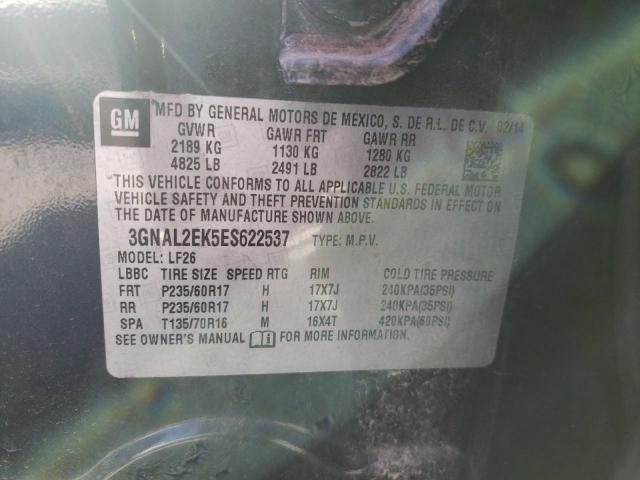 GM
MFD BY GENERAL MOTORS DE MEXICO, S. DE R.L. DE C.V. 02/14
GVWR GAWR FRT GAWR RR
2189 KG 1130 KG 1280 KG
4825 LB 2491 LB 2822 LB
THIS VEHICLE CONFORMS TO ALL APPLICABLE U.S. FEDERAL MOTOR
VEHICLE SAFETY AND THEFT PREVENTION STANDARDS IN EFFECT ON
THE DATE OF MANUFACTURE SHOWN ABOVE.
3GNAL2EK5ES622537 TYPE: M.P.V.
MODEL: LF26
LBBC TIRE SIZE SPEED RTG RIM COLD TIRE PRESSURE
FRT P235/60R17 H 17X7J 240KPA(35PSI)
RR P235/60R17 H 17X7J 240KPA(35PSI)
SPA T135/70R16 M 16X4T 420KPA(60PSI)
SEE OWNER'S MANUAL FOR MORE INFORMATION.